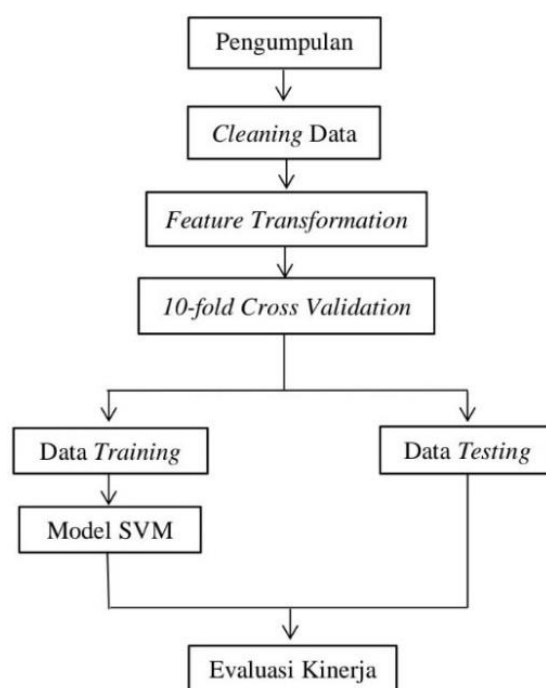 Pengumpulan
Cleaning Data
Feature Transformation
10-fold Cross Validation
Data Training
Data Testing
Model SVM
Evaluasi Kinerja